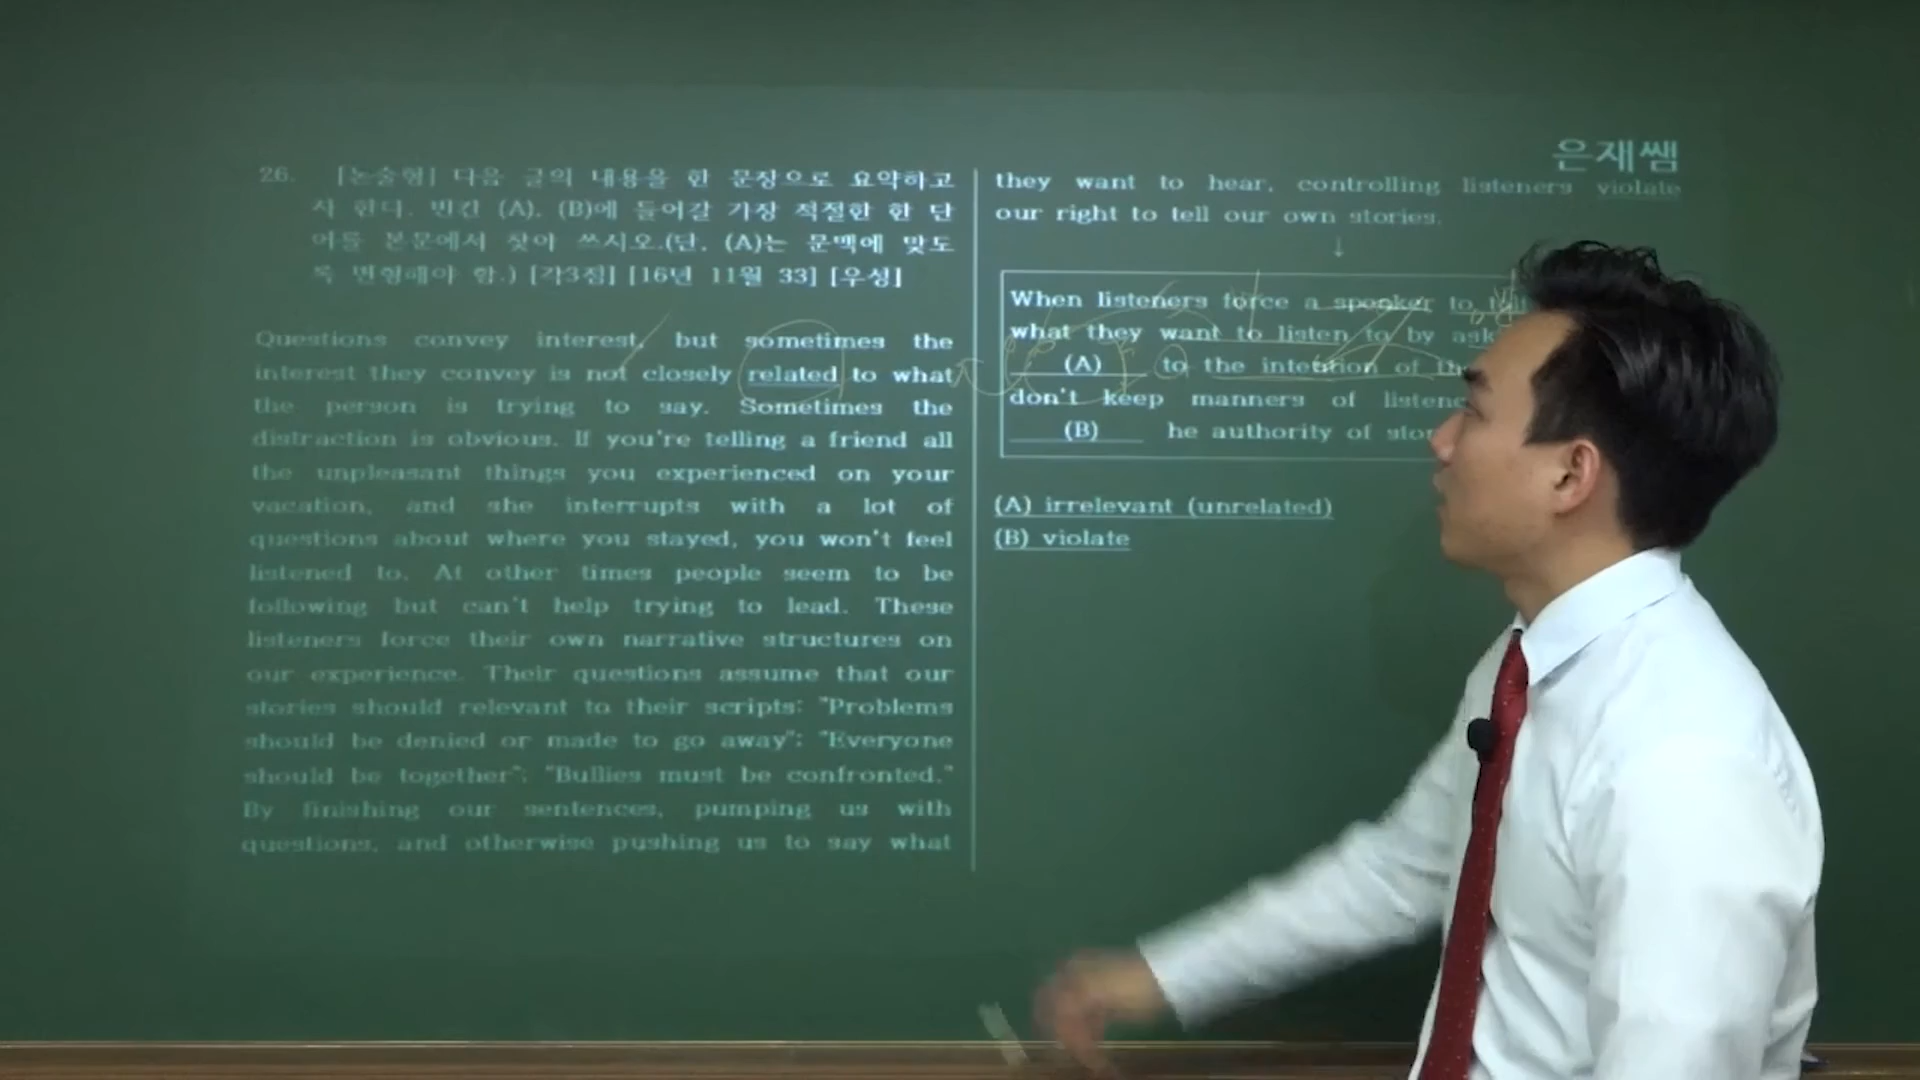 은재쌤
26. [논술형] 다음 글의 내용을 한 문장으로 요약하고
자 한다. 빈칸 (A), (B)에 들어갈 가장 적절한 한 단
어를 본문에서 찾아 쓰시오.(단, (A)는 문맥에 맞도
록 변형해야 함.) [각3점] [16년 11월 33] [우성]
Questions convey interest, but sometimes the
interest they convey is not closely related to what
the person is trying to say. Sometimes the
distraction is obvious. If you're telling a friend all
the unpleasant things you experienced on your
vacation, and she interrupts with a lot of
questions about where you stayed, you won't feel
listened to. At other times people seem to be
following but can't help trying to lead. These
listeners force their own narrative structures on
our experience. Their questions assume that our
stories should relevant to their scripts: "Problems
should be denied or made to go away"; "Everyone
should be together"; "Bullies must be confronted."
By finishing our sentences, pumping us with
questions, and otherwise pushing us to say what
they want to hear, controlling listeners violate
our right to tell our own stories.
↓
When listeners force a speaker to
what they want to listen to by ask
(A) to the intention of
don't keep manners of
(B) he authority of
(A) irrelevant (unrelated)
(B) violate